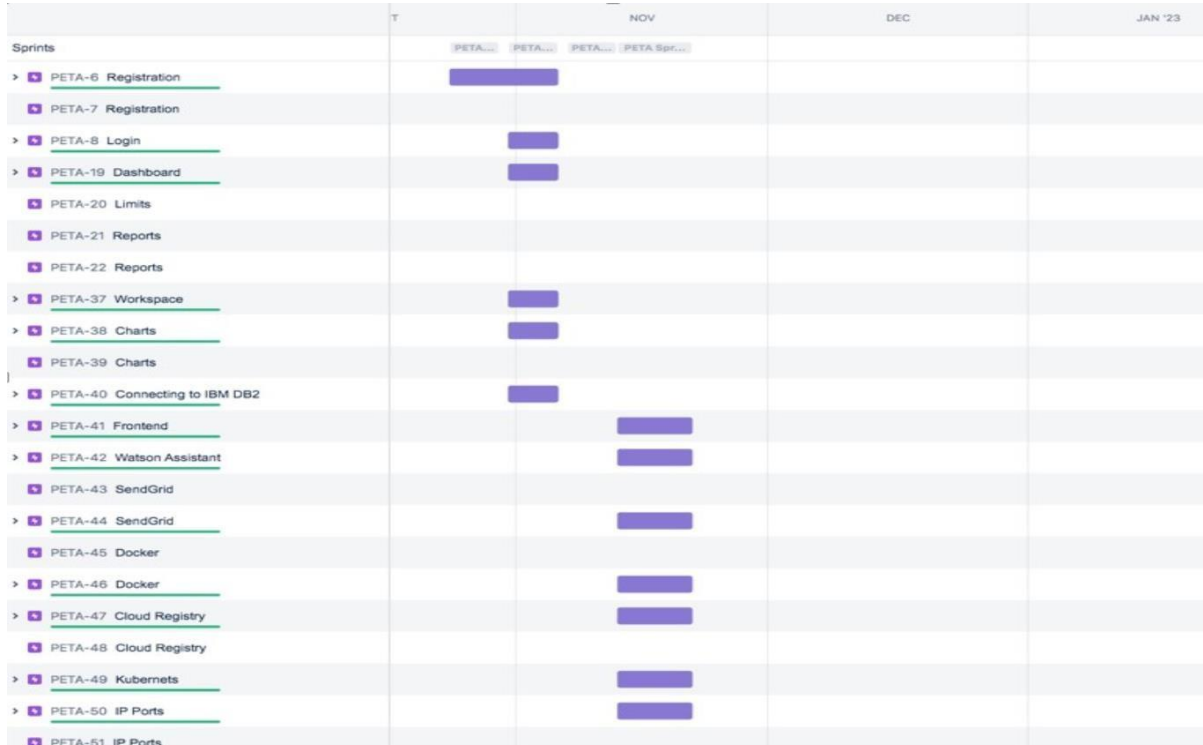 T NOV DEC JAN '23
Sprints PETA... PETA... PETA... PETA Spr...
PETA-6 Registration
PETA-7 Registration
PETA-8 Login
PETA-19 Dashboard
PETA-20 Limits
PETA-21 Reports
PETA-22 Reports
PETA-37 Workspace
PETA-38 Charts
PETA-39 Charts
PETA-40 Connecting to IBM DB2
PETA-41 Frontend
PETA-42 Watson Assistant
PETA-43 SendGrid
PETA-44 SendGrid
PETA-45 Docker
PETA-46 Docker
PETA-47 Cloud Registry
PETA-48 Cloud Registry
PETA-49 Kubernets
PETA-50 IP Ports
PETA-51 IP Ports